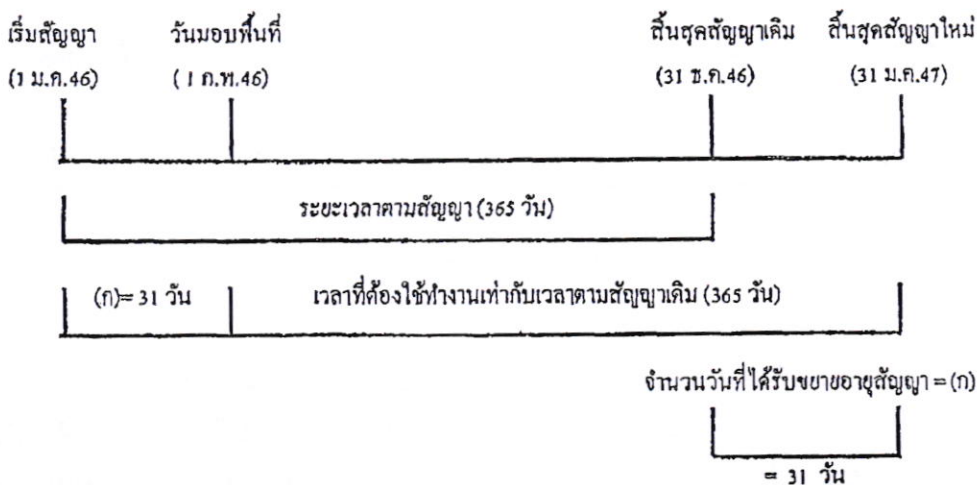 เริ่มสัญญา วันมอบพื้นที่ สิ้นสุดสัญญาเดิม สิ้นสุดสัญญาใหม่
(1 ม.ค.46) ( 1 ก.พ.46) (31 ธ.ค.46) (31 ม.ค.47)
ระยะเวลาตามสัญญา (365 วัน)
(ก)= 31 วัน เวลาที่ต้องใช้ทำงานเท่ากับเวลาตามสัญญาเดิม (365 วัน)
จำนวนวันที่ได้รับขยายอายุสัญญา = (ก)
= 31 วัน